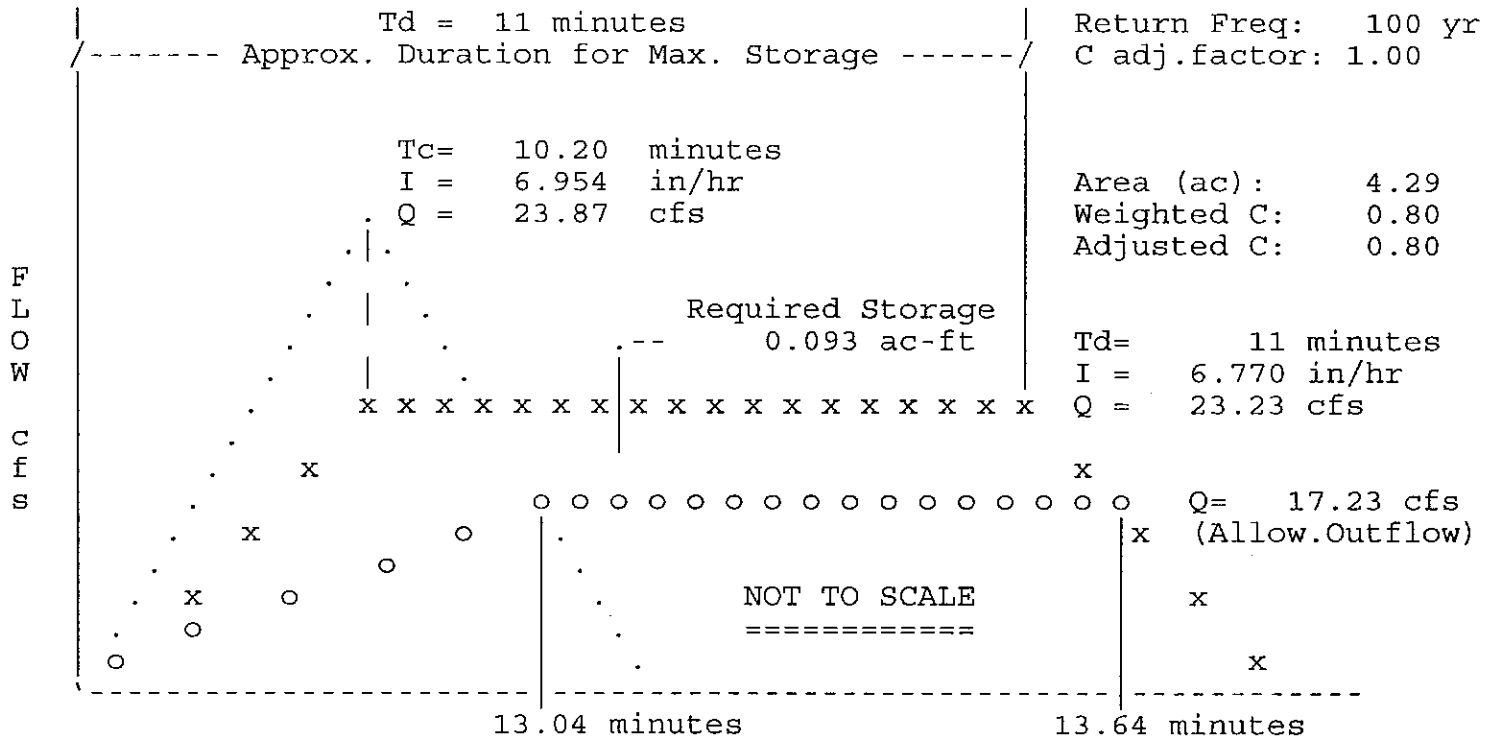 Td = 11 minutes
/------- Approx. Duration for Max. Storage ------/
Return Freq: 100 yr
C adj.factor: 1.00
Tc= 10.20 minutes
I = 6.954 in/hr
Q = 23.87 cfs
Area (ac): 4.29
Weighted C: 0.80
Adjusted C: 0.80
FLOW cfs
Required Storage
.-- 0.093 ac-ft
Td= 11 minutes
I = 6.770 in/hr
Q = 23.23 cfs
x x x x x x x x x x x x x x x x x x
o o o o o o o o o o o o o o o o
Q= 17.23 cfs
(Allow.Outflow)
NOT TO SCALE
============
13.04 minutes
13.64 minutes